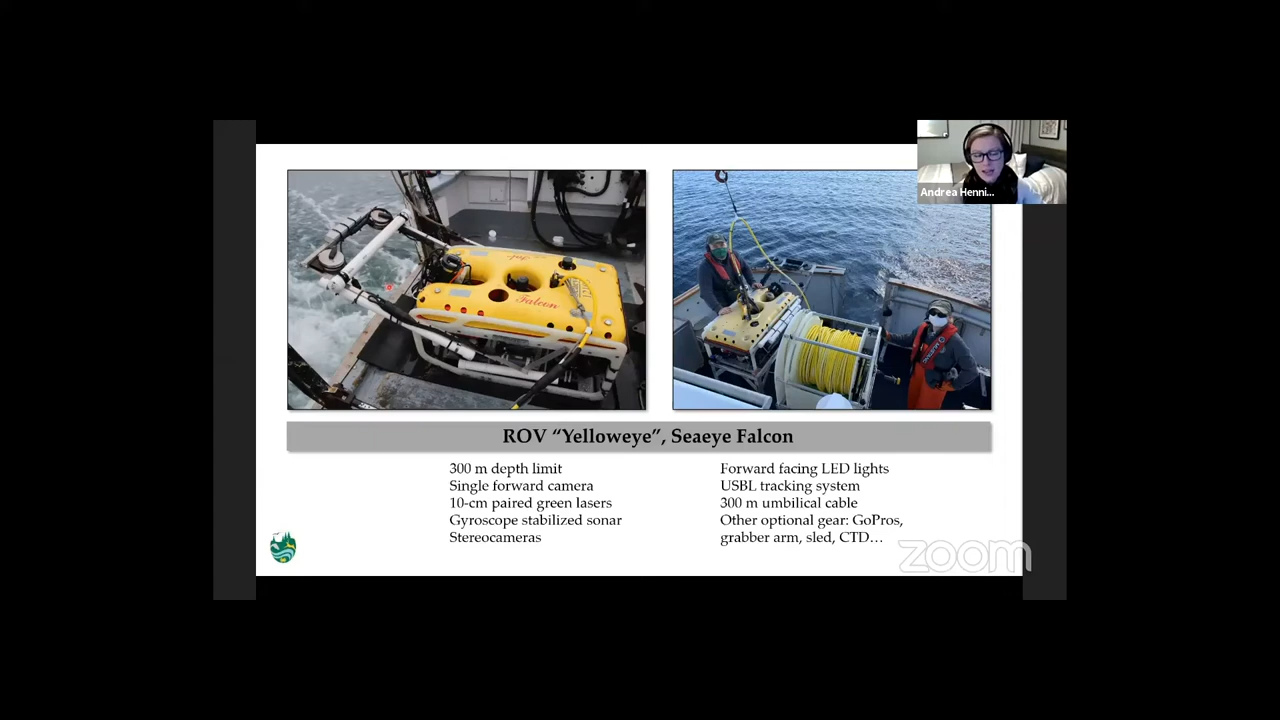 Andrea Henni...
Falcon
ROV “Yelloweye”, Seaeye Falcon
300 m depth limit
Single forward camera
10-cm paired green lasers
Gyroscope stabilized sonar
Stereocameras
Forward facing LED lights
USBL tracking system
300 m umbilical cable
Other optional gear: GoPros,
grabber arm, sled, CTD…
zoom